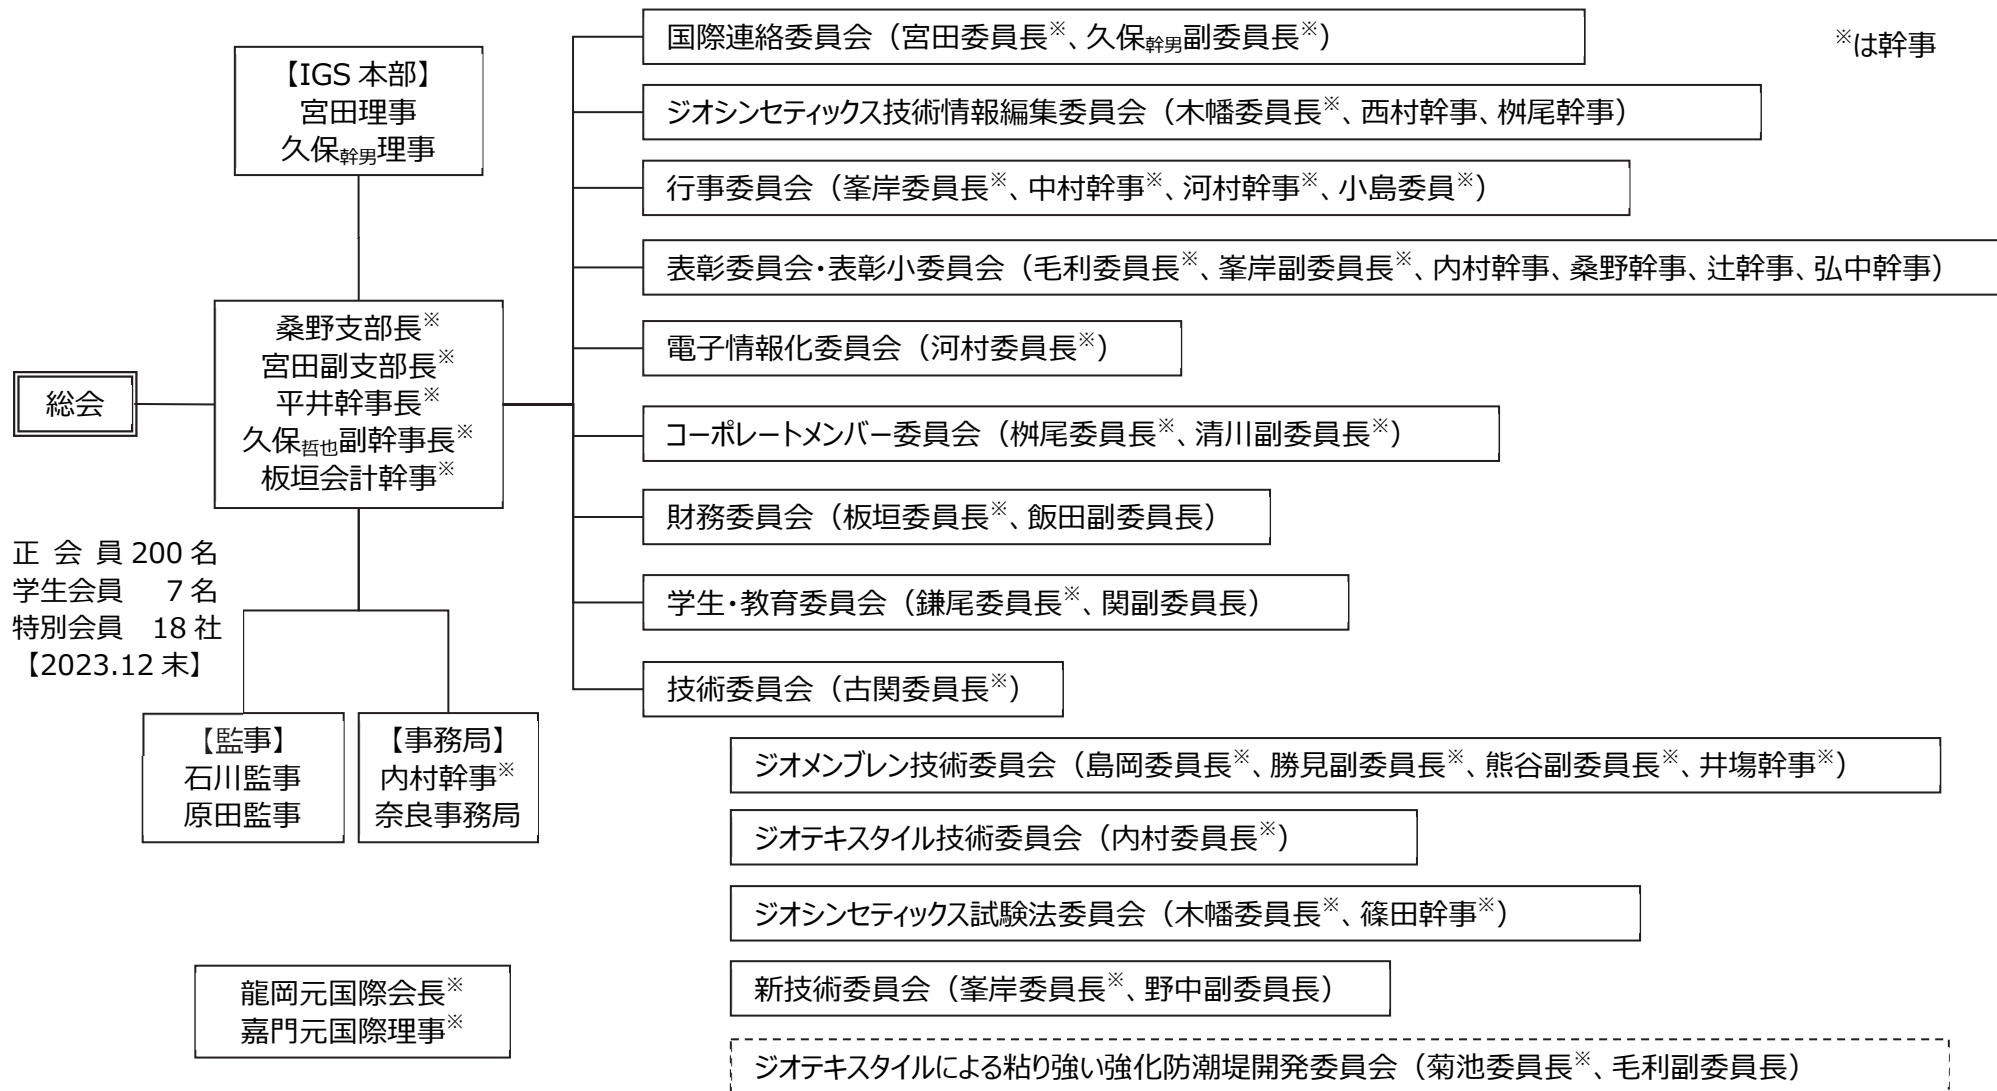 ※は幹事
【IGS 本部】
宮田理事
久保幹男理事
総会
桑野支部長※
宮田副支部長※
平井幹事長※
久保哲也副幹事長※
板垣会計幹事※
正 会 員 200 名
学生会員 7 名
特別会員 18 社
【2023.12 末】
【監事】
石川監事
原田監事
【事務局】
内村幹事※
奈良事務局
龍岡元国際会長※
嘉門元国際理事※
国際連絡委員会（宮田委員長※、久保幹男副委員長※）
ジオシンセティックス技術情報編集委員会（木幡委員長※、西村幹事、桝尾幹事）
行事委員会（峯岸委員長※、中村幹事※、河村幹事※、小島委員※）
表彰委員会・表彰小委員会（毛利委員長※、峯岸副委員長※、内村幹事、桑野幹事、辻幹事、弘中幹事）
電子情報化委員会（河村委員長※）
コーポレートメンバー委員会（桝尾委員長※、清川副委員長※）
財務委員会（板垣委員長※、飯田副委員長）
学生・教育委員会（鎌尾委員長※、関副委員長）
技術委員会（古関委員長※）
ジオメンブレン技術委員会（島岡委員長※、勝見副委員長※、熊谷副委員長※、井塲幹事※）
ジオテキスタイル技術委員会（内村委員長※）
ジオシンセティックス試験法委員会（木幡委員長※、篠田幹事※）
新技術委員会（峯岸委員長※、野中副委員長）
ジオテキスタイルによる粘り強い強化防潮堤開発委員会（菊池委員長※、毛利副委員長）